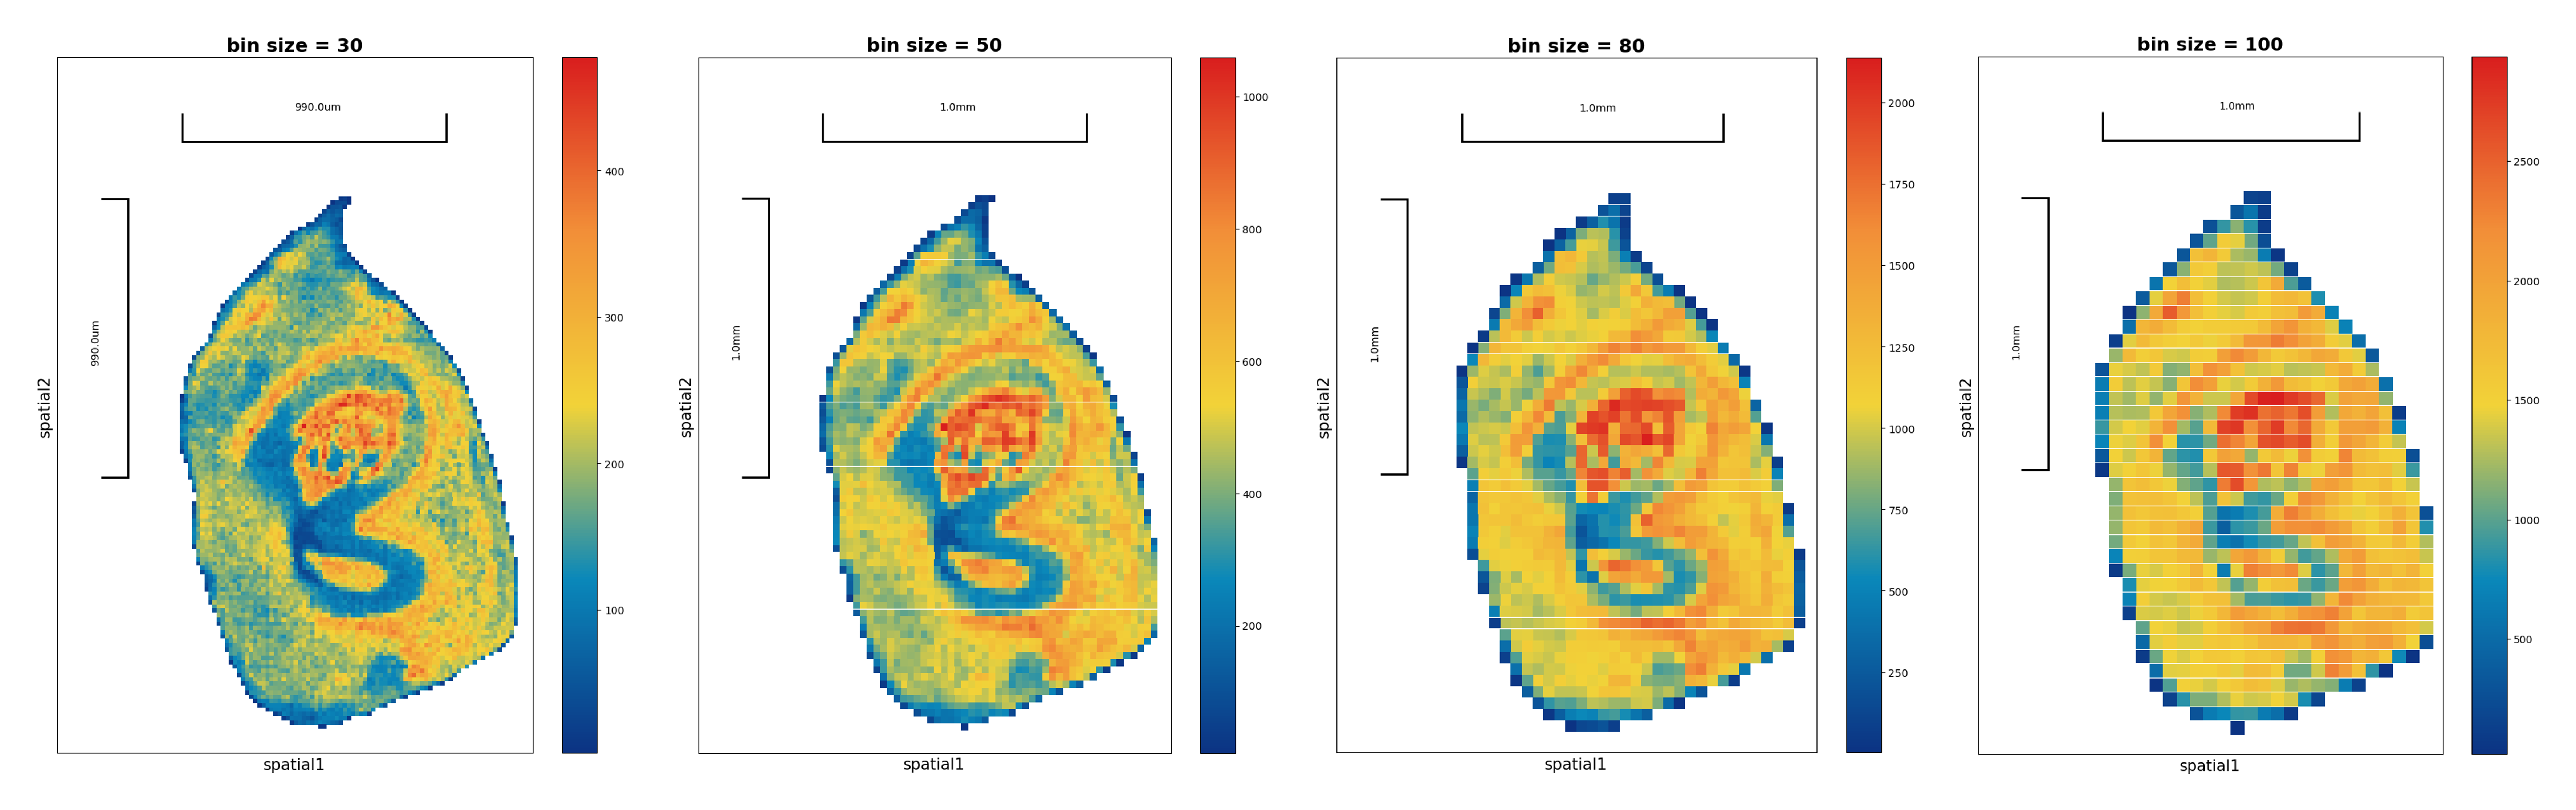 bin size = 30
990.0um
990.0um
spatial2
spatial1
400
300
200
100
bin size = 50
1.0mm
1.0mm
spatial2
spatial1
1000
800
600
400
200
bin size = 80
1.0mm
1.0mm
spatial2
spatial1
2000
1750
1500
1250
1000
750
500
250
bin size = 100
1.0mm
1.0mm
spatial2
spatial1
2500
2000
1500
1000
500